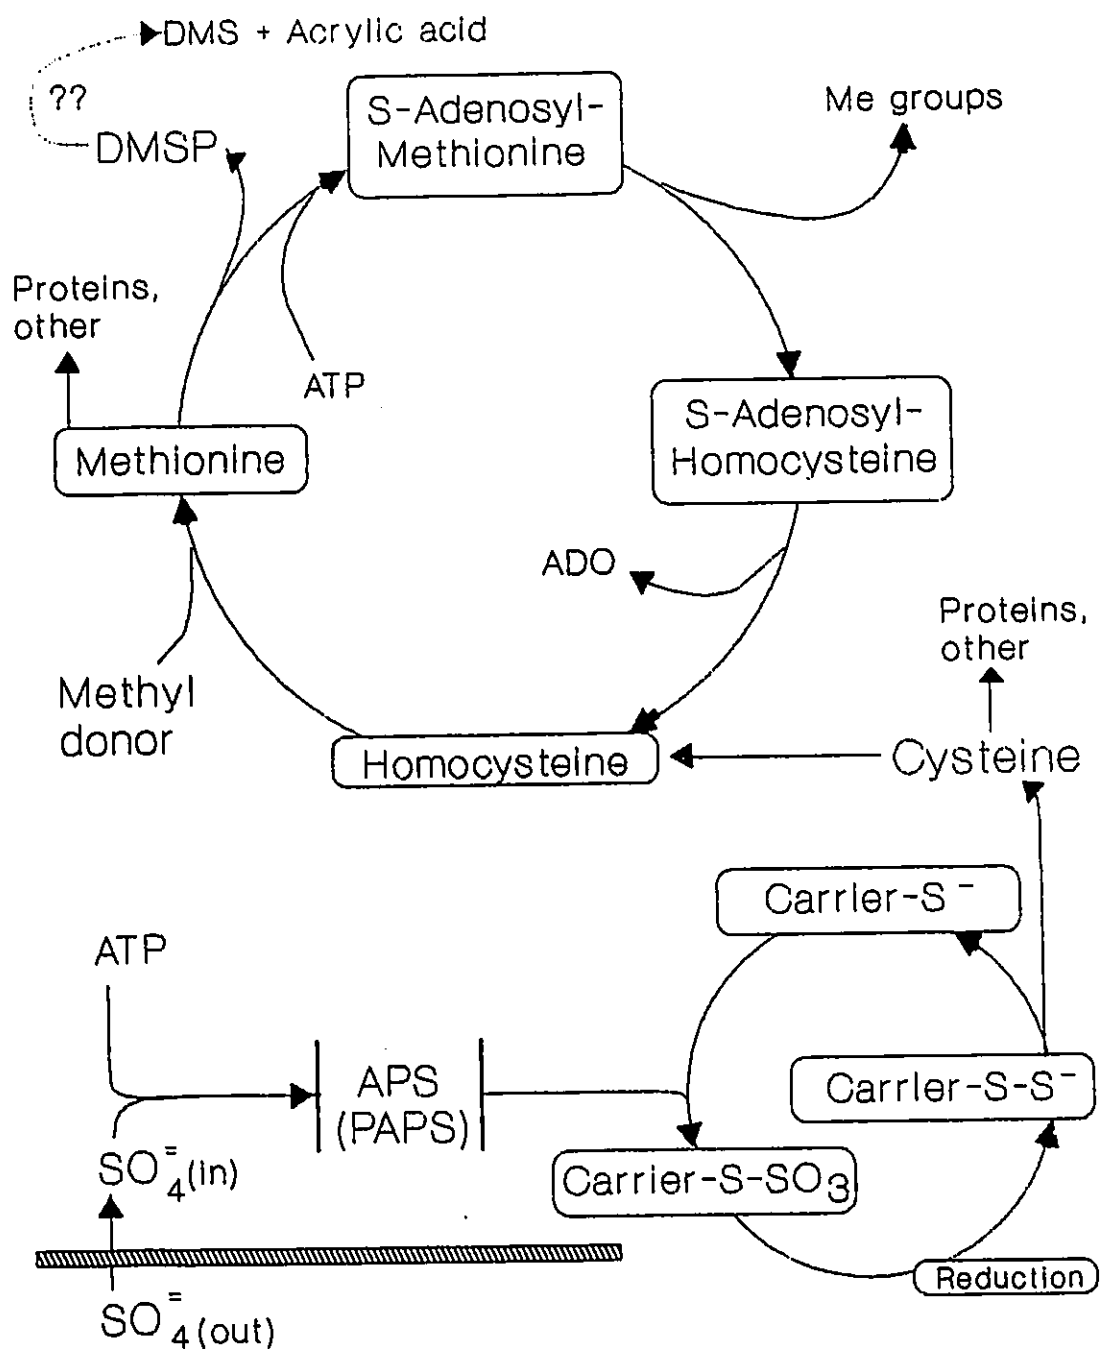 DMS + Acrylic acid
??
DMSP
S-Adenosyl-
Methionine
Me groups
Proteins,
other
ATP
Methionine
S-Adenosyl-
Homocysteine
ADO
Proteins,
other
Methyl
donor
Homocysteine
Cysteine
Carrier-S⁻
ATP
APS
(PAPS)
Carrier-S-S⁻
SO₄⁼(in)
Carrier-S-SO₃
Reduction
SO₄⁼(out)